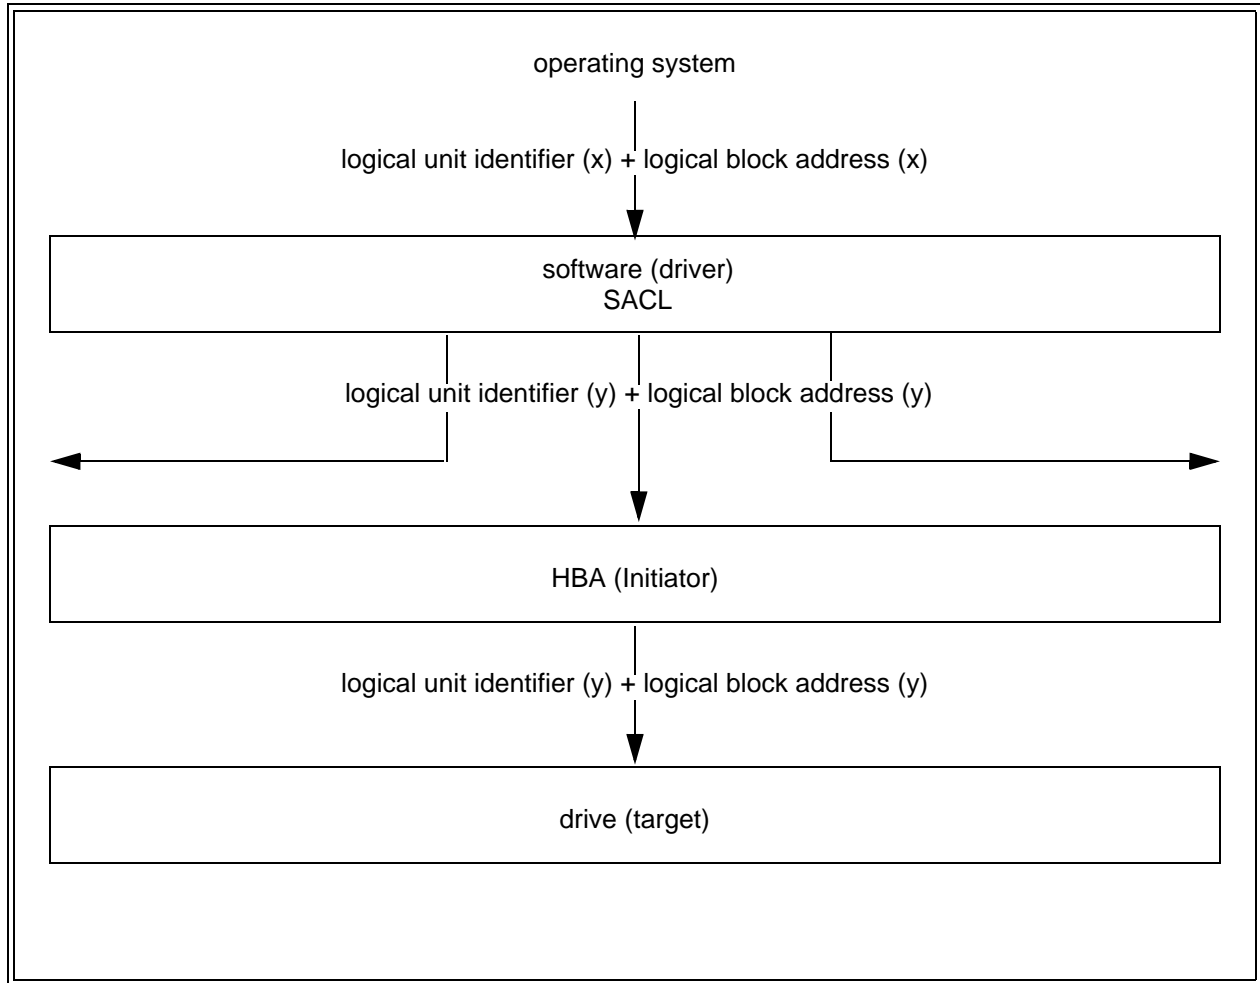 operating system
logical unit identifier (x) + logical block address (x)
software (driver)
SACL
logical unit identifier (y) + logical block address (y)
HBA (Initiator)
logical unit identifier (y) + logical block address (y)
drive (target)